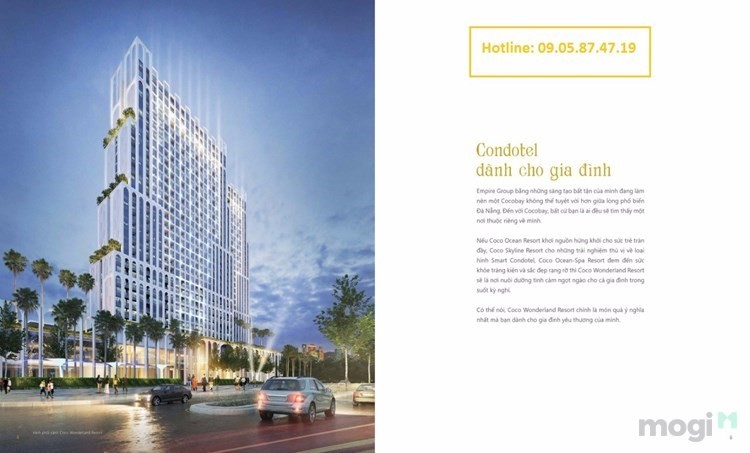 Hotline: 09.05.87.47.19
Condotel
dành cho gia đình
Empire Group bằng những sáng tạo bất tận của mình đang làm
nên một Cocobay không thể tuyệt vời hơn giữa lòng phố biển
Đà Nẵng. Đến với Cocobay, bất cứ bạn là ai đều sẽ tìm thấy một
nơi thuộc riêng về mình.
Nếu Coco Ocean Resort khơi nguồn hứng khởi cho sức trẻ tràn
đầy, Coco Skyline Resort cho những trải nghiệm thú vị về loại
hình Smart Condotel, Coco Ocean-Spa Resort đem đến sức
khỏe tráng kiện và sắc đẹp rạng rỡ thì Coco Wonderland Resort
sẽ là nơi nuôi dưỡng tình cảm ngọt ngào cho cả gia đình trong
suốt kỳ nghỉ.
Có thể nói, Coco Wonderland Resort chính là món quà ý nghĩa
nhất mà bạn dành cho gia đình yêu thương của mình.
Hình phối cảnh Coco Wonderland Resort
mogi